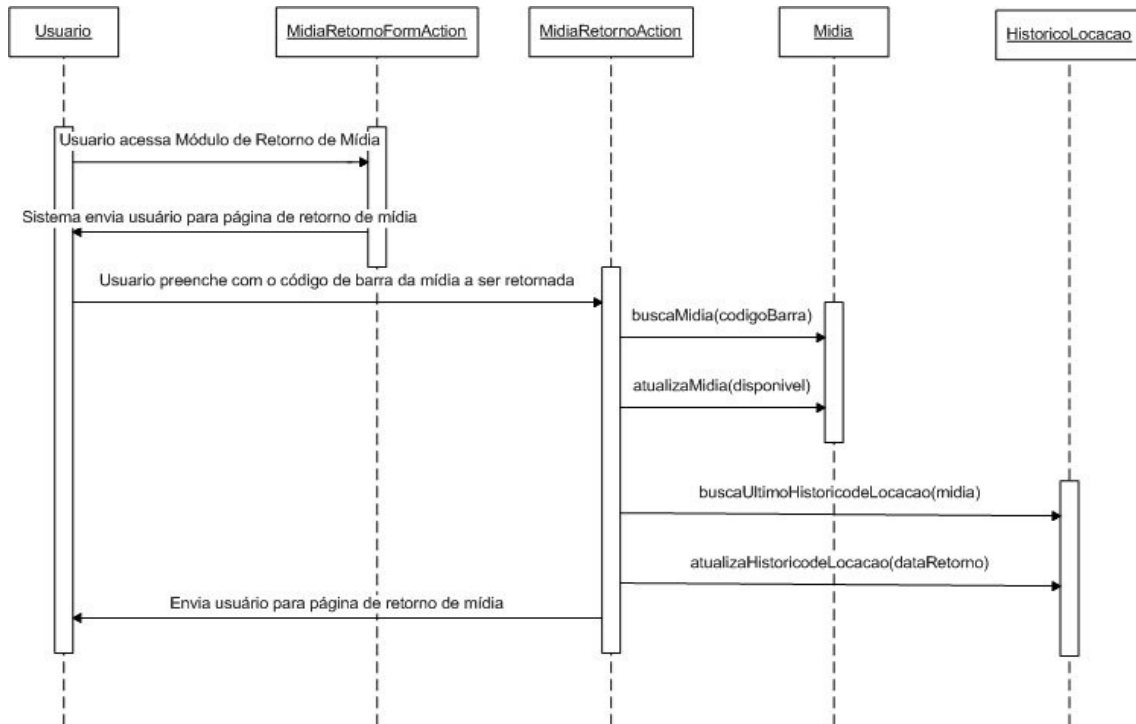 Usuario
MidiaRetornoFormAction
MidiaRetornoAction
Midia
HistoricoLocacao
Usuario acessa Módulo de Retorno de Mídia
Sistema envia usuário para página de retorno de mídia
Usuario preenche com o código de barra da mídia a ser retornada
buscaMidia(codigoBarra)
atualizaMidia(disponivel)
buscaUltimoHistoricodeLocacao(midia)
atualizaHistoricodeLocacao(dataRetorno)
Envia usuário para página de retorno de mídia